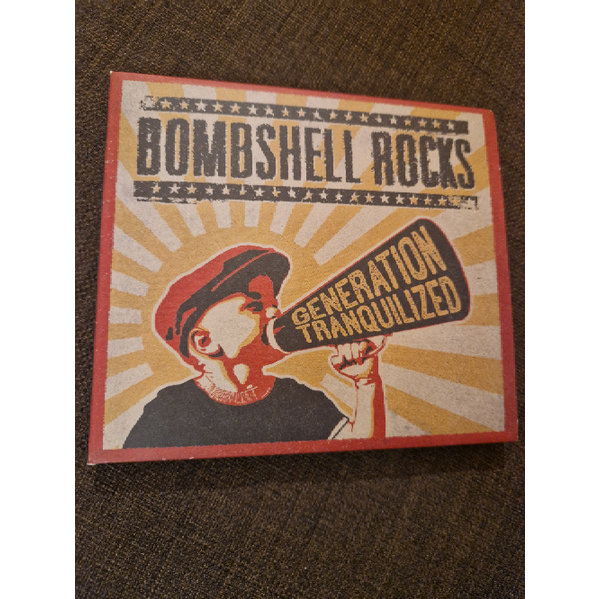 BOMBSHELL ROCKS
GENERATION
TRANQUILIZED